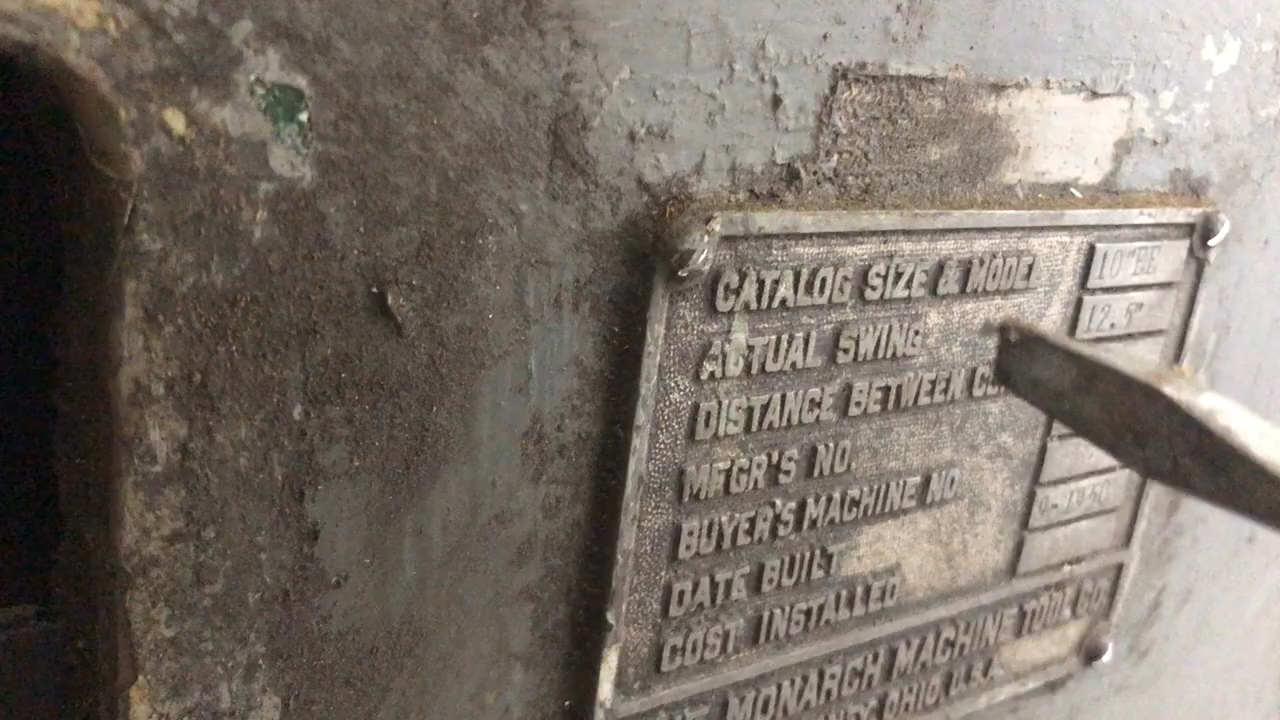 CATALOG SIZE & MODEL 10"EE
ACTUAL SWING 12.5"
DISTANCE BETWEEN
MFGR'S NO
BUYER'S MACHINE NO
DATE BUILT
COST INSTALLED
MONARCH MACHINE TOOL CO.
OHIO, U.S.A.